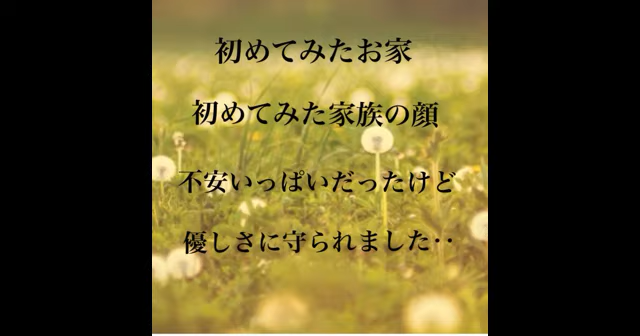 初めてみたお家
初めてみた家族の顔
不安いっぱいだったけど
優しさに守られました‥